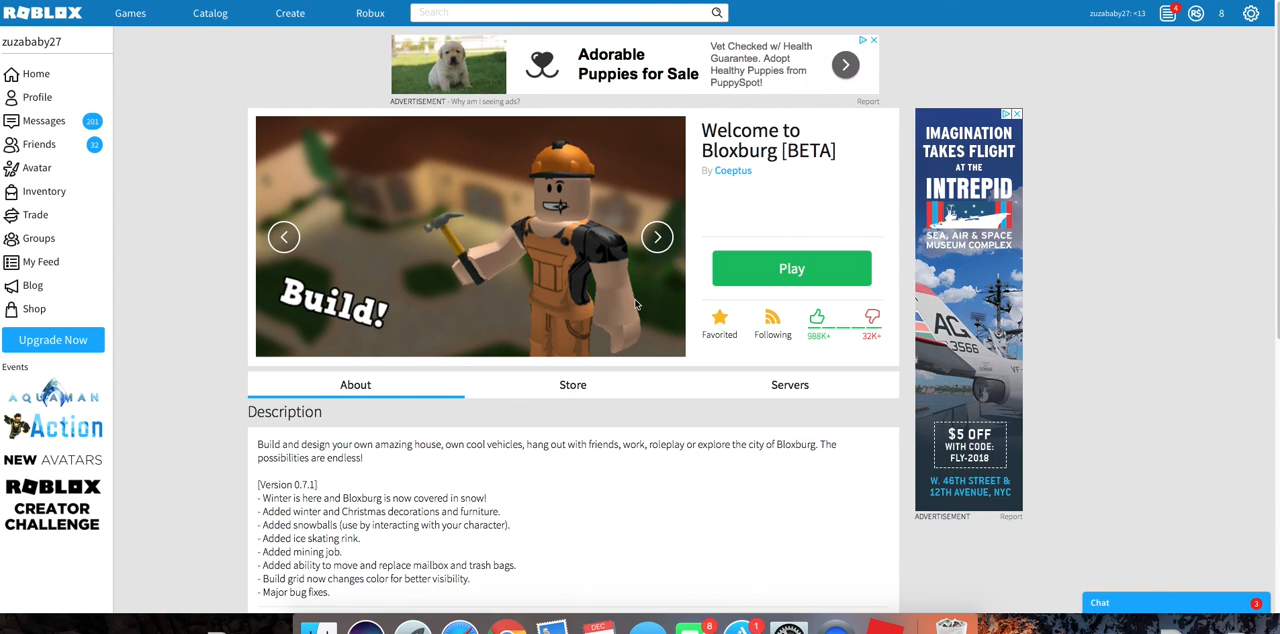 ROBLOX
Games
Catalog
Create
Robux
Search
zuzababy27: <13
4
RS
8
zuzababy27
Home
Profile
Messages 201
Friends 32
Avatar
Inventory
Trade
Groups
My Feed
Blog
Shop
Upgrade Now
Events
AQUAMAN
Action
NEW AVATARS
ROBLOX
CREATOR
CHALLENGE
Adorable
Puppies for Sale
Vet Checked w/ Health
Guarantee. Adopt
Healthy Puppies from
PuppySpot!
ADVERTISEMENT - Why am I seeing ads?
Report
Build!
Welcome to
Bloxburg [BETA]
By Coeptus
Play
Favorited
Following
988K+
32K+
About
Store
Servers
Description
Build and design your own amazing house, own cool vehicles, hang out with friends, work, roleplay or explore the city of Bloxburg. The
possibilities are endless!
[Version 0.7.1]
- Winter is here and Bloxburg is now covered in snow!
- Added winter and Christmas decorations and furniture.
- Added snowballs (use by interacting with your character).
- Added ice skating rink.
- Added mining job.
- Added ability to move and replace mailbox and trash bags.
- Build grid now changes color for better visibility.
- Major bug fixes.
IMAGINATION
TAKES FLIGHT
AT THE
INTREPID
SEA, AIR & SPACE
MUSEUM COMPLEX
AC
3566
$5 OFF
WITH CODE:
FLY-2018
W. 46TH STREET &
12TH AVENUE, NYC
ADVERTISEMENT
Report
Chat 3
DEC
8
1